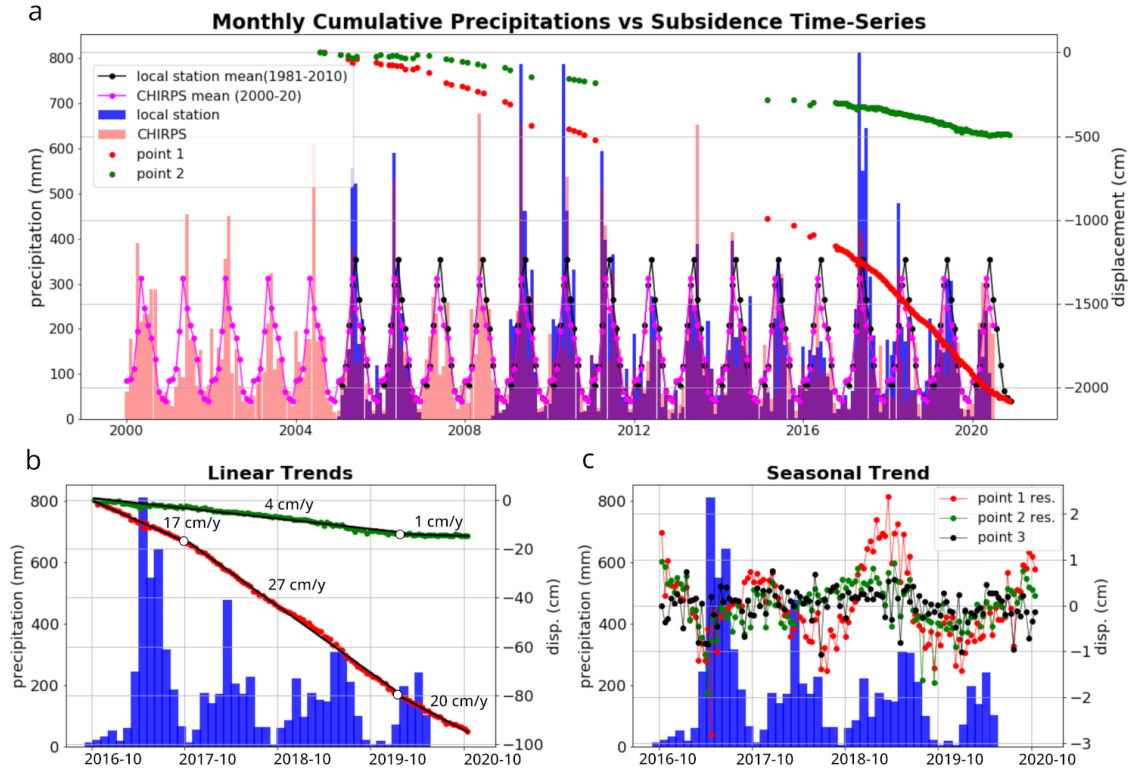 a
Monthly Cumulative Precipitations vs Subsidence Time-Series
local station mean(1981-2010)
CHIRPS mean (2000-20)
local station
CHIRPS
point 1
point 2
precipitation (mm)
800
700
600
500
400
300
200
100
0
displacement (cm)
0
−500
−1000
−1500
−2000
2000
2004
2008
2012
2016
2020
b
Linear Trends
precipitation (mm)
800
600
400
200
0
4 cm/y
1 cm/y
17 cm/y
27 cm/y
20 cm/y
disp. (cm)
0
−20
−40
−60
−80
−100
2016-10
2017-10
2018-10
2019-10
2020-10
c
Seasonal Trend
point 1 res.
point 2 res.
point 3
precipitation (mm)
800
600
400
200
0
disp. (cm)
2
1
0
−1
−2
−3
2016-10
2017-10
2018-10
2019-10
2020-10